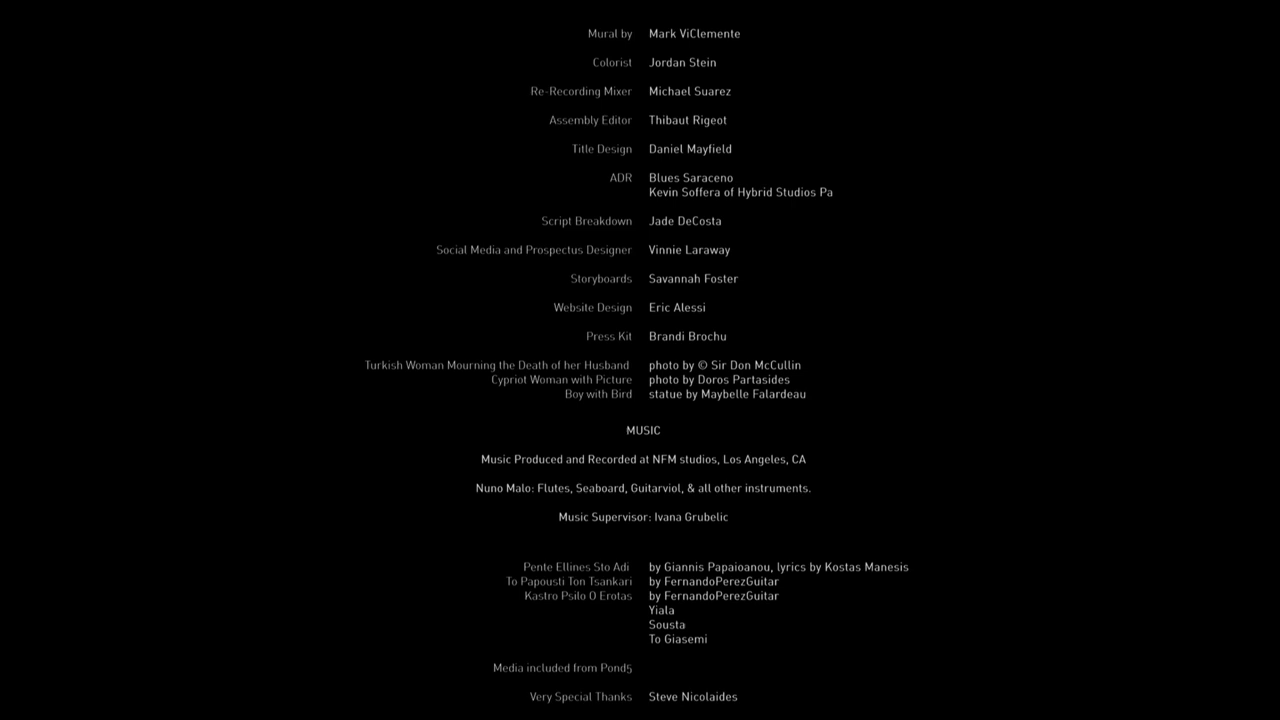 Mural by Mark ViClemente
Colorist Jordan Stein
Re-Recording Mixer Michael Suarez
Assembly Editor Thibaut Rigeot
Title Design Daniel Mayfield
ADR Blues Saraceno
Kevin Soffera of Hybrid Studios Pa
Script Breakdown Jade DeCosta
Social Media and Prospectus Designer Vinnie Laraway
Storyboards Savannah Foster
Website Design Eric Alessi
Press Kit Brandi Brochu
Turkish Woman Mourning the Death of her Husband photo by © Sir Don McCullin
Cypriot Woman with Picture photo by Doros Partasides
Boy with Bird statue by Maybelle Falardeau
MUSIC
Music Produced and Recorded at NFM studios, Los Angeles, CA
Nuno Malo: Flutes, Seaboard, Guitarviol, & all other instruments.
Music Supervisor: Ivana Grubelic
Pente Ellines Sto Adi by Giannis Papaioanou, lyrics by Kostas Manesis
To Papousti Ton Tsankari by FernandoPerezGuitar
Kastro Psilo O Erotas by FernandoPerezGuitar
Yiala
Sousta
To Giasemi
Media included from Pond5
Very Special Thanks Steve Nicolaides